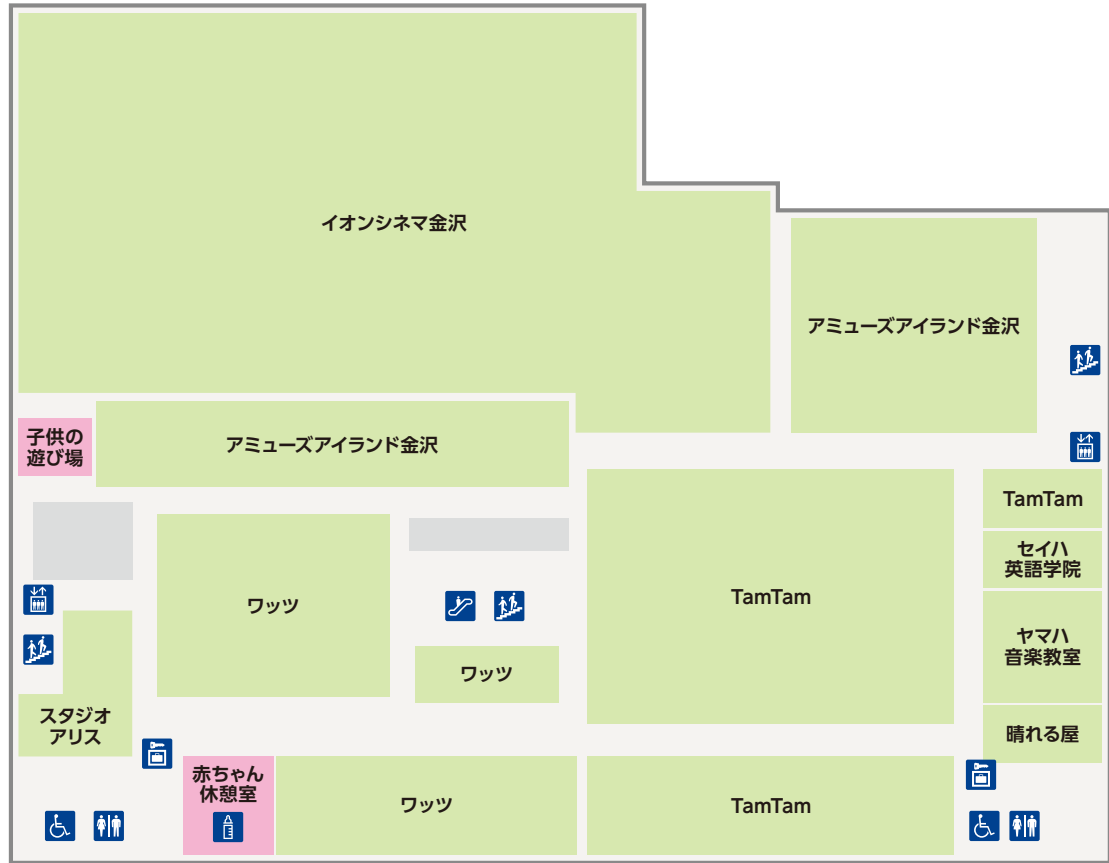 イオンシネマ金沢
アミューズアイランド金沢
子供の
遊び場
アミューズアイランド金沢
TamTam
セイハ
英語学院
ワッツ
TamTam
ヤマハ
音楽教室
ワッツ
スタジオ
アリス
晴れる屋
赤ちゃん
休憩室
ワッツ
TamTam